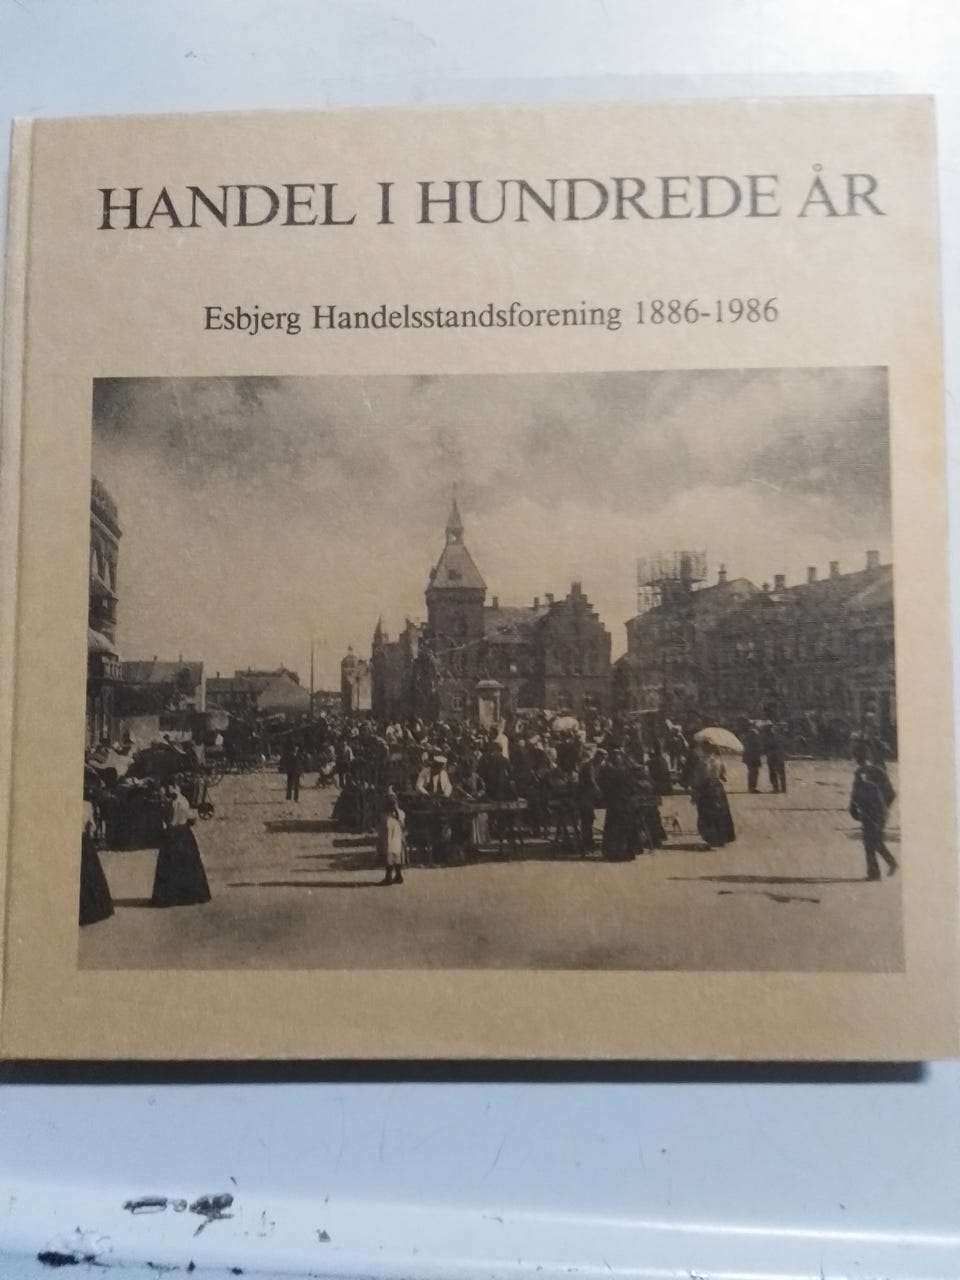 HANDEL I HUNDREDE ÅR
Esbjerg Handelsstandsforening 1886-1986